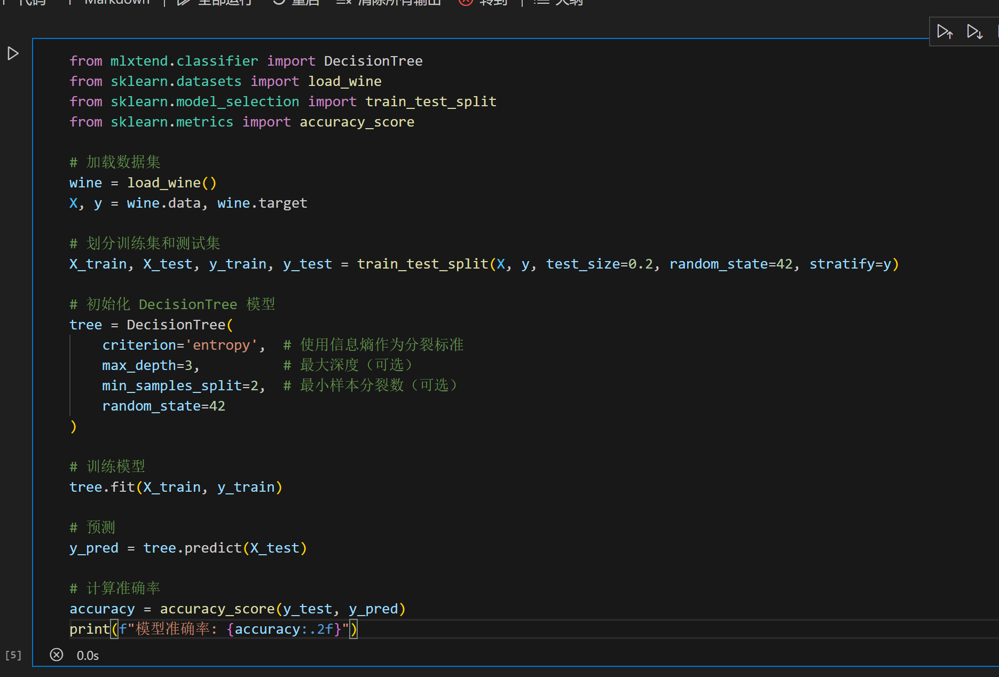 代码 Markdown 全部运行 重启 清除所有输出 转到 大纲
from mlxtend.classifier import DecisionTree
from sklearn.datasets import load_wine
from sklearn.model_selection import train_test_split
from sklearn.metrics import accuracy_score
# 加载数据集
wine = load_wine()
X, y = wine.data, wine.target
# 划分训练集和测试集
X_train, X_test, y_train, y_test = train_test_split(X, y, test_size=0.2, random_state=42, stratify=y)
# 初始化 DecisionTree 模型
tree = DecisionTree(
    criterion='entropy',  # 使用信息熵作为分裂标准
    max_depth=3,          # 最大深度（可选）
    min_samples_split=2,  # 最小样本分裂数（可选）
    random_state=42
)
# 训练模型
tree.fit(X_train, y_train)
# 预测
y_pred = tree.predict(X_test)
# 计算准确率
accuracy = accuracy_score(y_test, y_pred)
print(f"模型准确率: {accuracy:.2f}")
[5] 0.0s